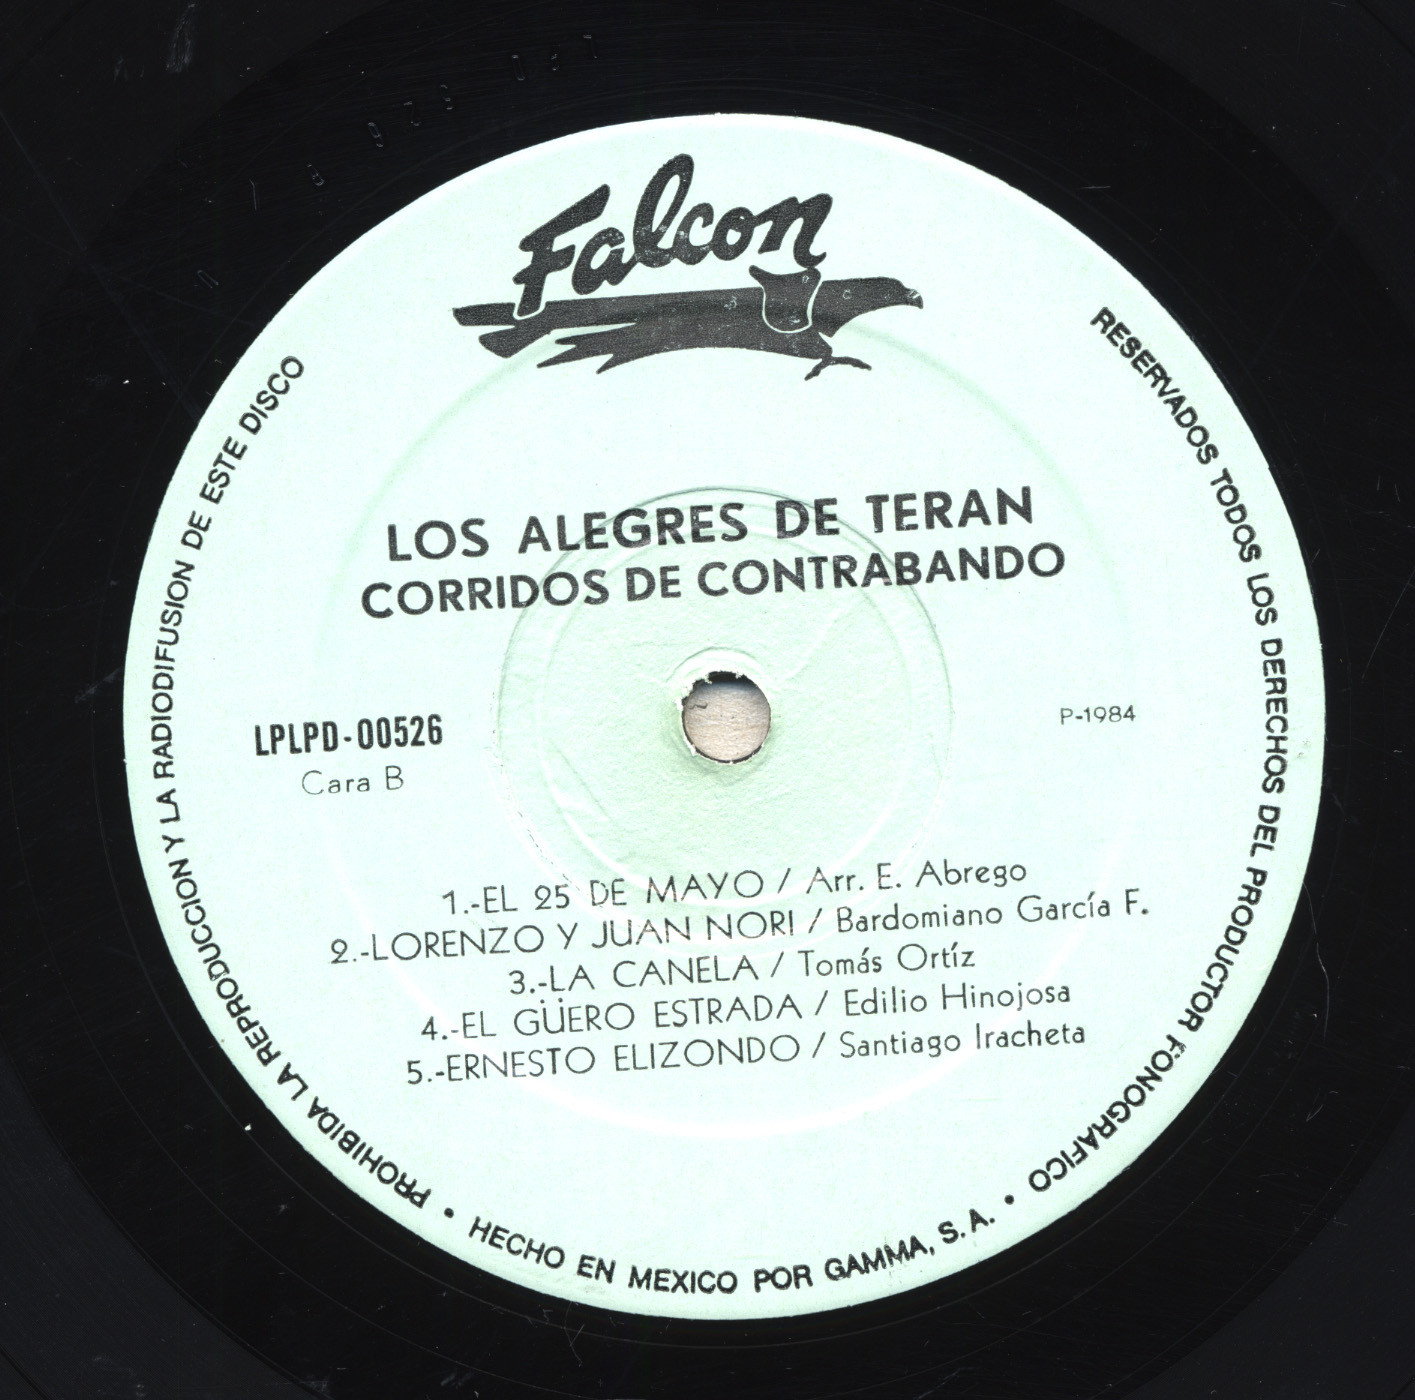 Falcon
LOS ALEGRES DE TERAN
CORRIDOS DE CONTRABANDO
LPLPD-00526
Cara B
P-1984
1.-EL 25 DE MAYO / Arr. E. Abrego
2.-LORENZO Y JUAN NORI / Bardomiano García F.
3.-LA CANELA / Tomás Ortíz
4.-EL GÜERO ESTRADA / Edilio Hinojosa
5.-ERNESTO ELIZONDO / Santiago Iracheta
RESERVADOS TODOS LOS DERECHOS DEL PRODUCTOR FONOGRAFICO • HECHO EN MEXICO POR GAMMA, S.A. • PROHIBIDA LA REPRODUCCION Y LA RADIODIFUSION DE ESTE DISCO